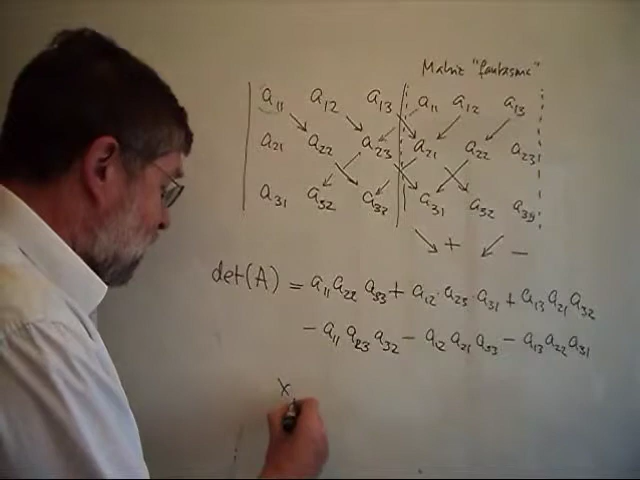 Matriz "fantasma"
a₁₁ a₁₂ a₁₃ a₁₁ a₁₂ a₁₃
a₂₁ a₂₂ a₂₃ a₂₁ a₂₂ a₂₃
a₃₁ a₃₂ a₃₃ a₃₁ a₃₂ a₃₃
+ −
det(A) = a₁₁ a₂₂ a₃₃ + a₁₂·a₂₃·a₃₁ + a₁₃ a₂₁ a₃₂
− a₁₁ a₂₃ a₃₂ − a₁₂ a₂₁ a₃₃ − a₁₃ a₂₂ a₃₁
x